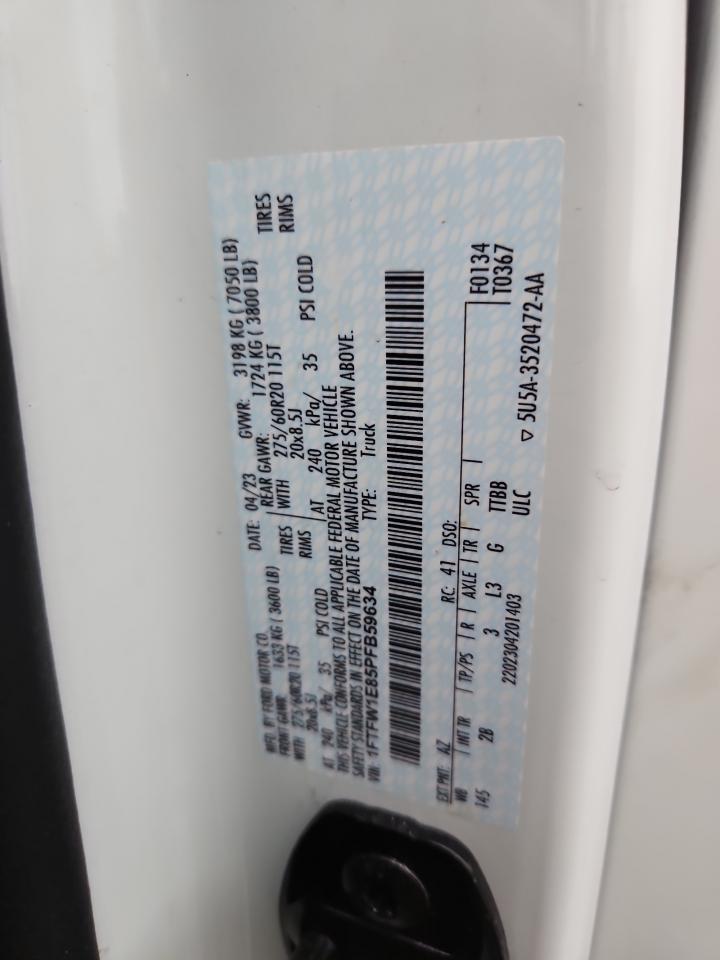 MFD. BY FORD MOTOR CO. DATE: 04/23 GVWR: 3198 KG ( 7050 LB)
FRONT GAWR: 1633 KG ( 3600 LB) REAR GAWR: 1724 KG ( 3800 LB)
WITH 275/60R20 115T TIRES WITH 275/60R20 115T TIRES
20x8.5J RIMS 20x8.5J RIMS
AT 240 kPa/ 35 PSI COLD AT 240 kPa/ 35 PSI COLD
THIS VEHICLE CONFORMS TO ALL APPLICABLE FEDERAL MOTOR VEHICLE
SAFETY STANDARDS IN EFFECT ON THE DATE OF MANUFACTURE SHOWN ABOVE.
VIN: 1FTFW1E85PFB59634 TYPE: Truck
EXT PNT: AZ RC: 41 DSO: F0134
WB INT TR TP/PS R AXLE TR SPR T0367
145 2B 3 L3 G TTBB
2202304201403 ULC
▽ 5U5A-3520472-AA